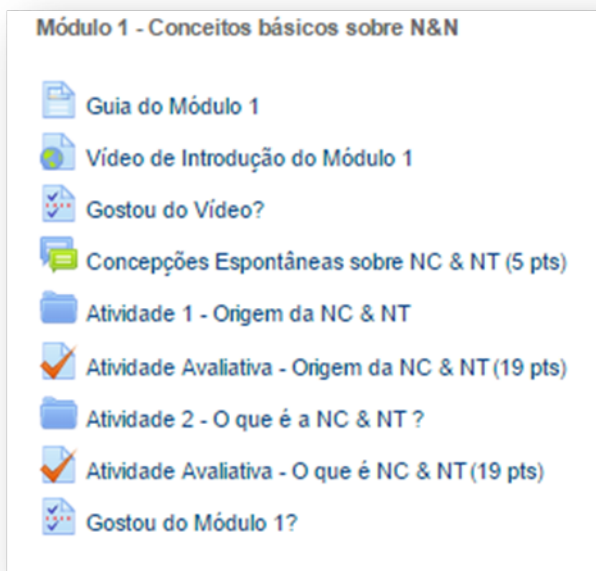 Módulo 1 - Conceitos básicos sobre N&N
Guia do Módulo 1
Vídeo de Introdução do Módulo 1
Gostou do Vídeo?
Concepções Espontâneas sobre NC & NT (5 pts)
Atividade 1 - Origem da NC & NT
Atividade Avaliativa - Origem da NC & NT (19 pts)
Atividade 2 - O que é a NC & NT ?
Atividade Avaliativa - O que é NC & NT (19 pts)
Gostou do Módulo 1?